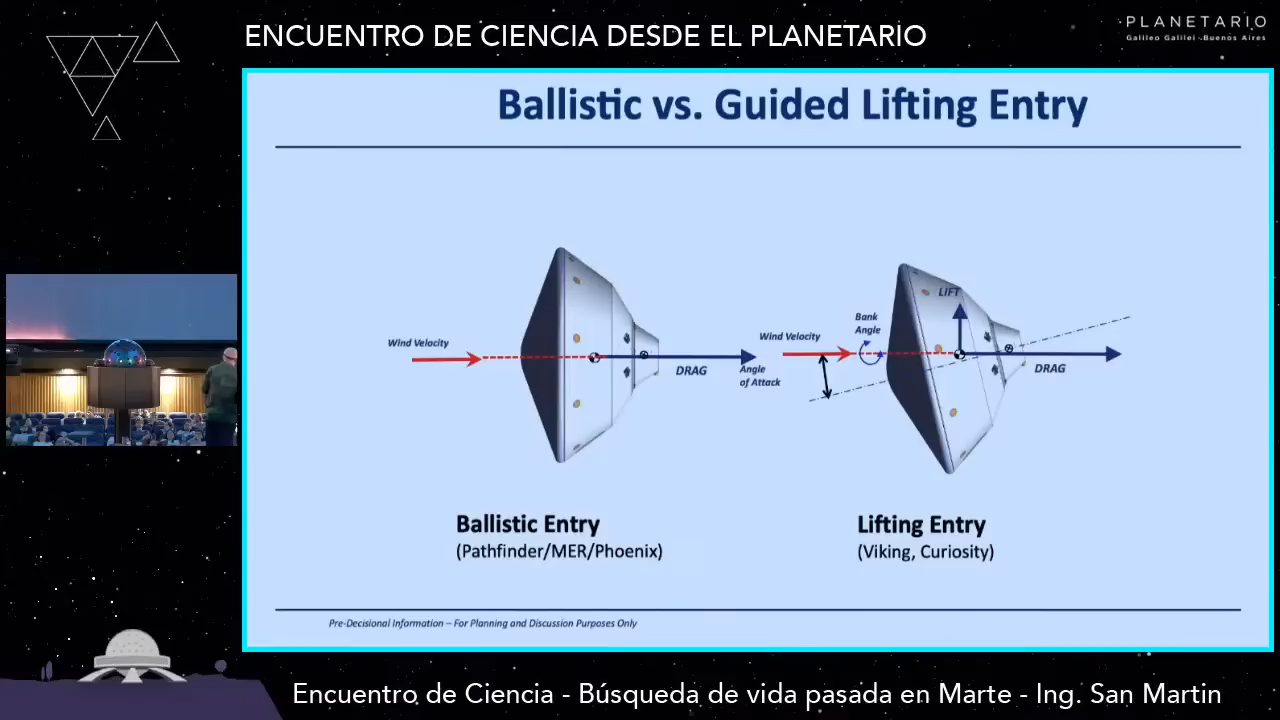 ENCUENTRO DE CIENCIA DESDE EL PLANETARIO
PLANETARIO
Galileo Galilei - Buenos Aires
Ballistic vs. Guided Lifting Entry
Wind Velocity
DRAG
Wind Velocity
Bank
Angle
LIFT
Angle
of Attack
DRAG
Ballistic Entry
(Pathfinder/MER/Phoenix)
Lifting Entry
(Viking, Curiosity)
Pre-Decisional Information – For Planning and Discussion Purposes Only
Encuentro de Ciencia - Búsqueda de vida pasada en Marte - Ing. San Martin